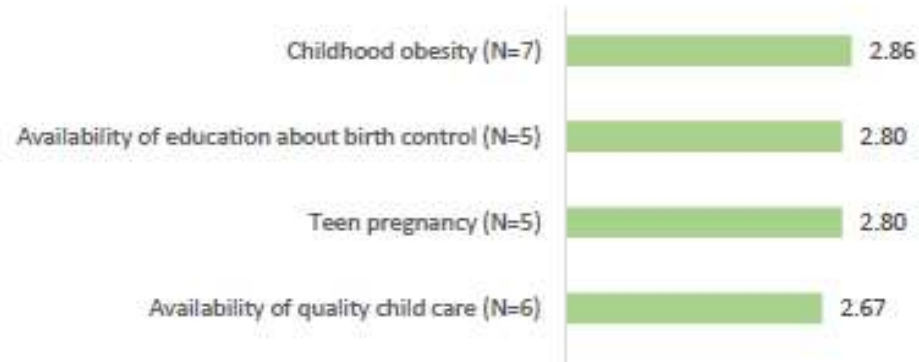 Childhood obesity (N=7) 2.86
Availability of education about birth control (N=5) 2.80
Teen pregnancy (N=5) 2.80
Availability of quality child care (N=6) 2.67